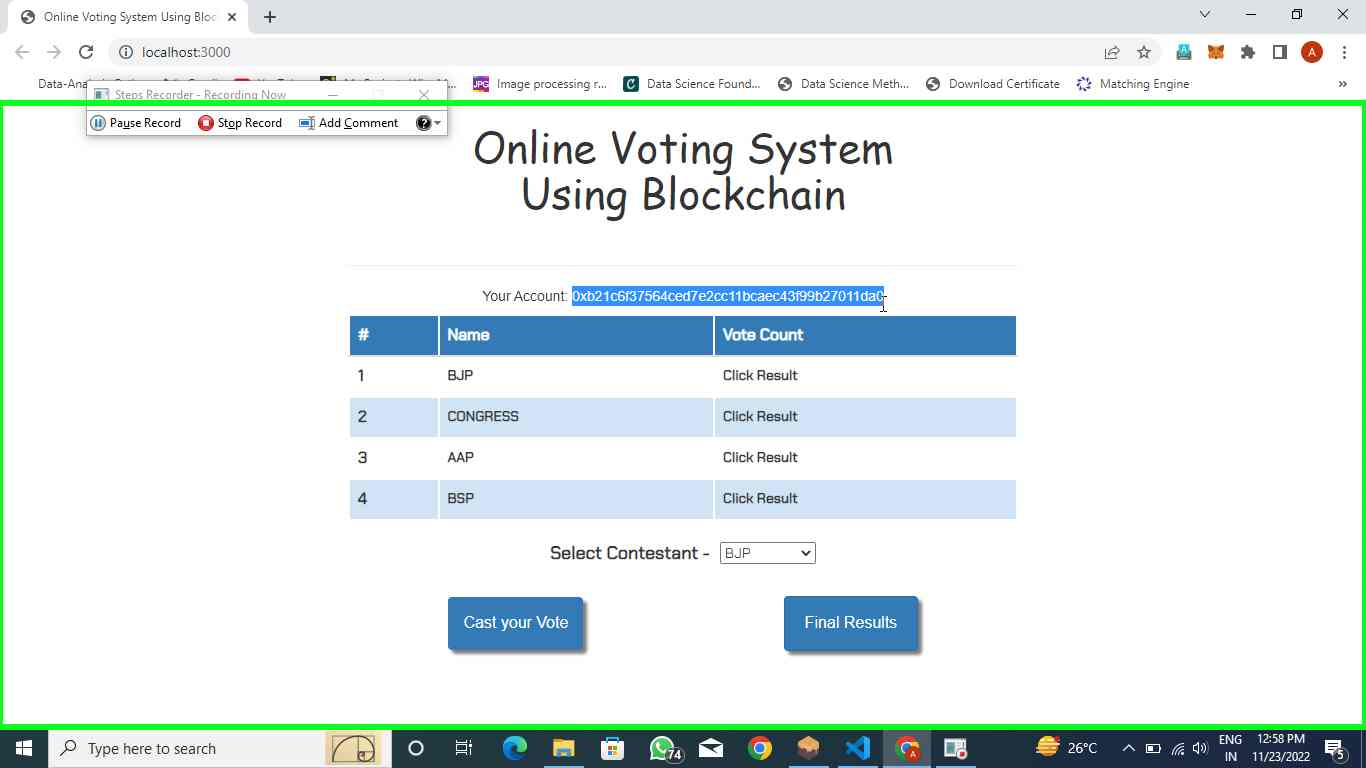 Online Voting System Using Bloc
localhost:3000
A
Data-Ana
Image processing r...
Data Science Found...
Data Science Meth...
Download Certificate
Matching Engine
»
Steps Recorder - Recording Now
Pause Record
Stop Record
Add Comment
Online Voting System
Using Blockchain
Your Account: 0xb21c6f37564ced7e2cc11bcaec43f99b27011da0
# Name Vote Count
1 BJP Click Result
2 CONGRESS Click Result
3 AAP Click Result
4 BSP Click Result
Select Contestant - BJP
Cast your Vote Final Results
Type here to search
74
26°C
ENG
IN
12:58 PM
11/23/2022
5